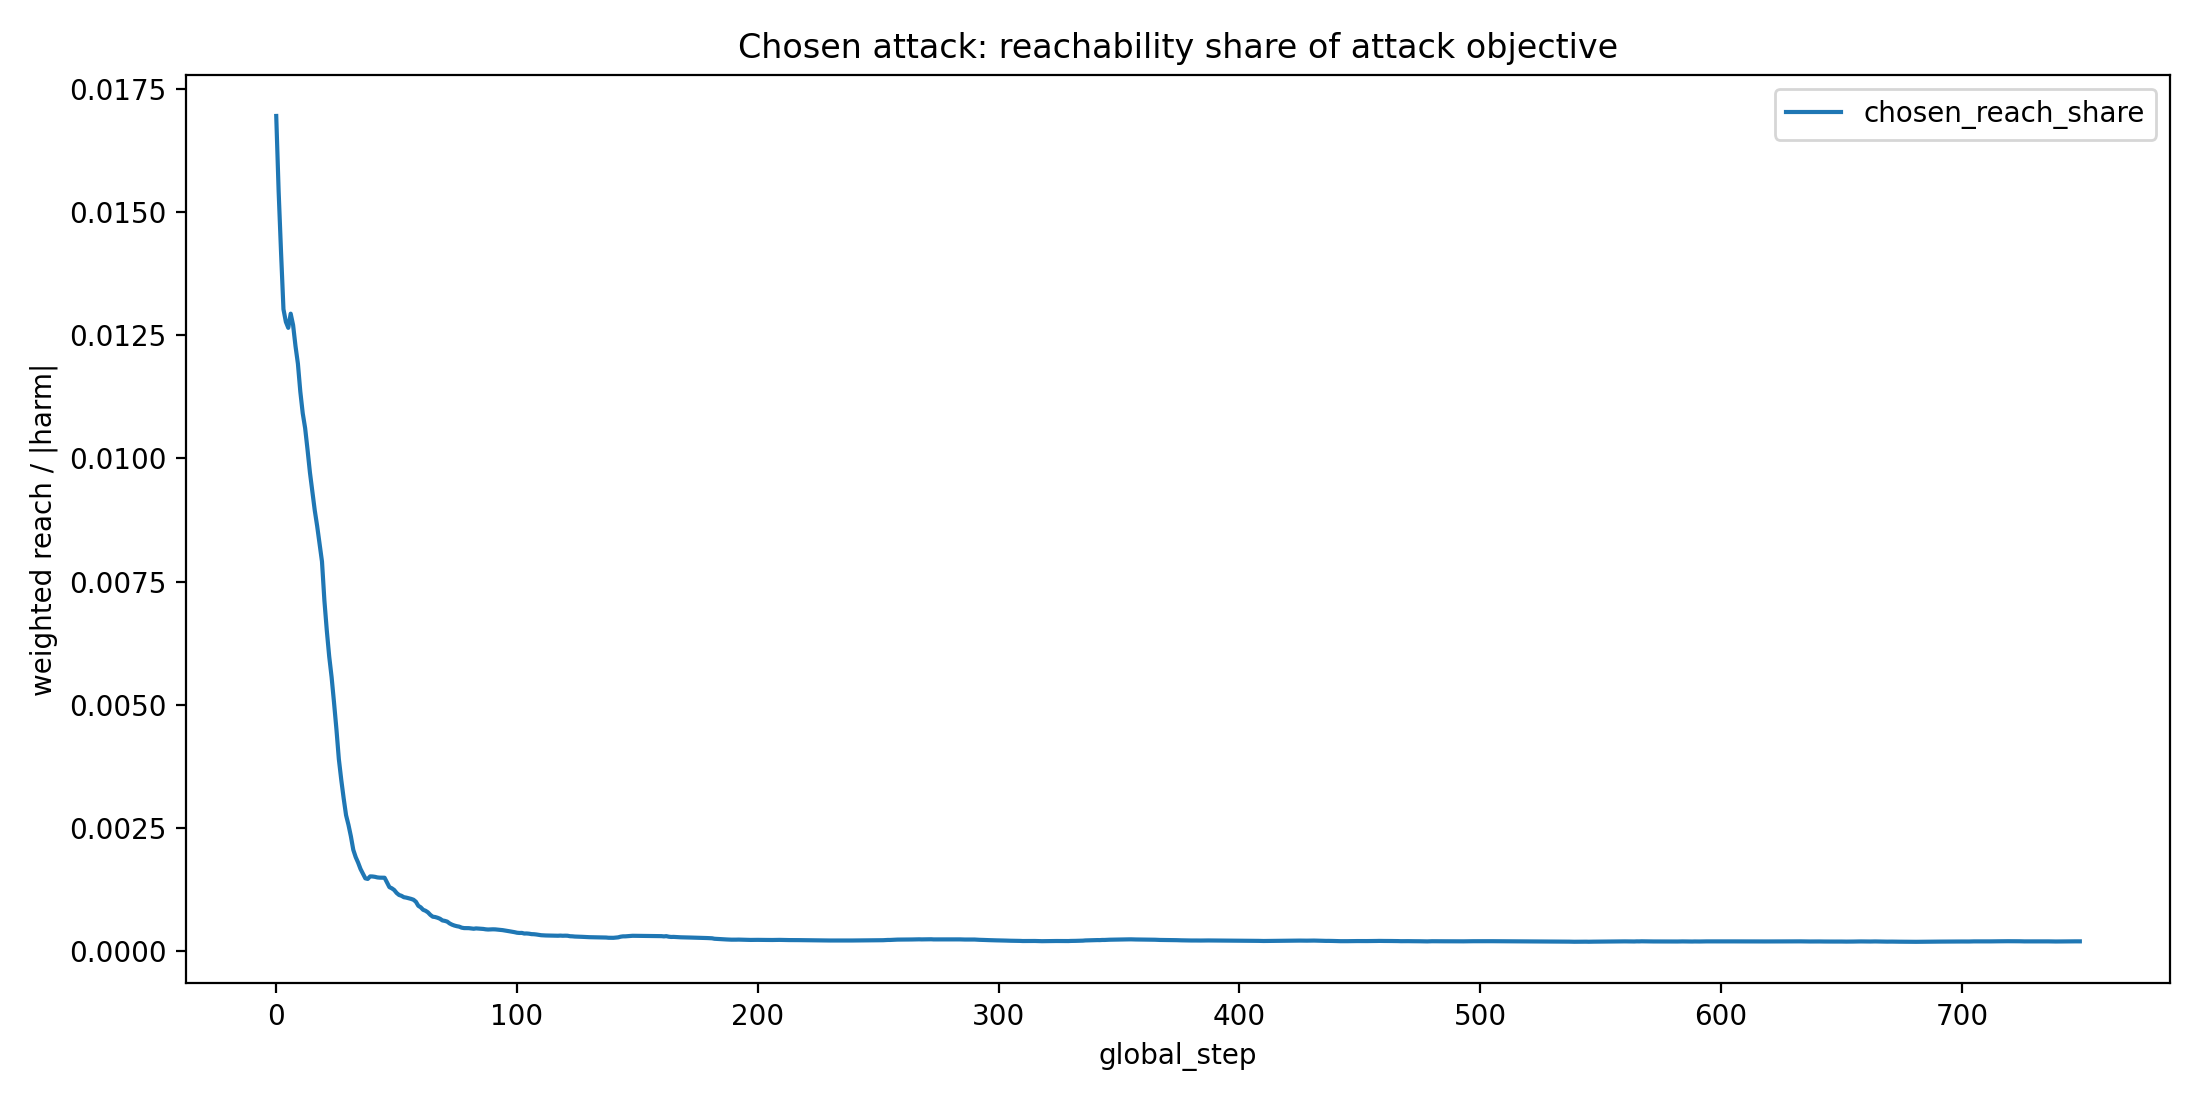 Chosen attack: reachability share of attack objective
chosen_reach_share
weighted reach / |harm|
0.0175
0.0150
0.0125
0.0100
0.0075
0.0050
0.0025
0.0000
0 100 200 300 400 500 600 700
global_step